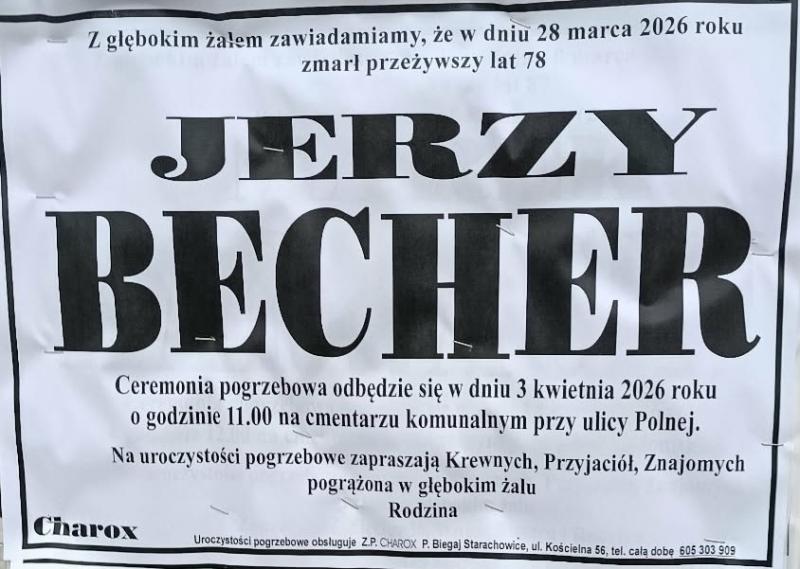 Z głębokim żalem zawiadamiamy, że w dniu 28 marca 2026 roku
zmarł przeżywszy lat 78
JERZY
BECHER
Ceremonia pogrzebowa odbędzie się w dniu 3 kwietnia 2026 roku
o godzinie 11.00 na cmentarzu komunalnym przy ulicy Polnej.
Na uroczystości pogrzebowe zapraszają Krewnych, Przyjaciół, Znajomych
pogrążona w głębokim żalu
Rodzina
Charox
Uroczystości pogrzebowe obsługuje Z.P. CHAROX P. Biegaj Starachowice, ul. Kościelna 56, tel. całą dobę 605 303 909